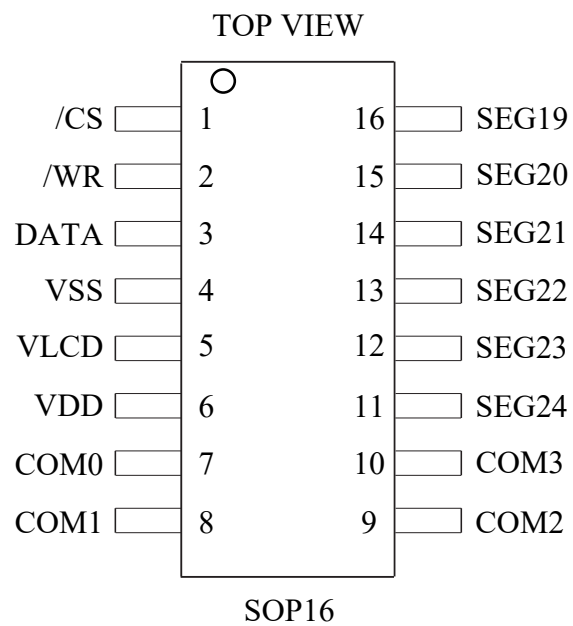 TOP VIEW
/CS 1 16 SEG19
/WR 2 15 SEG20
DATA 3 14 SEG21
VSS 4 13 SEG22
VLCD 5 12 SEG23
VDD 6 11 SEG24
COM0 7 10 COM3
COM1 8 9 COM2
SOP16